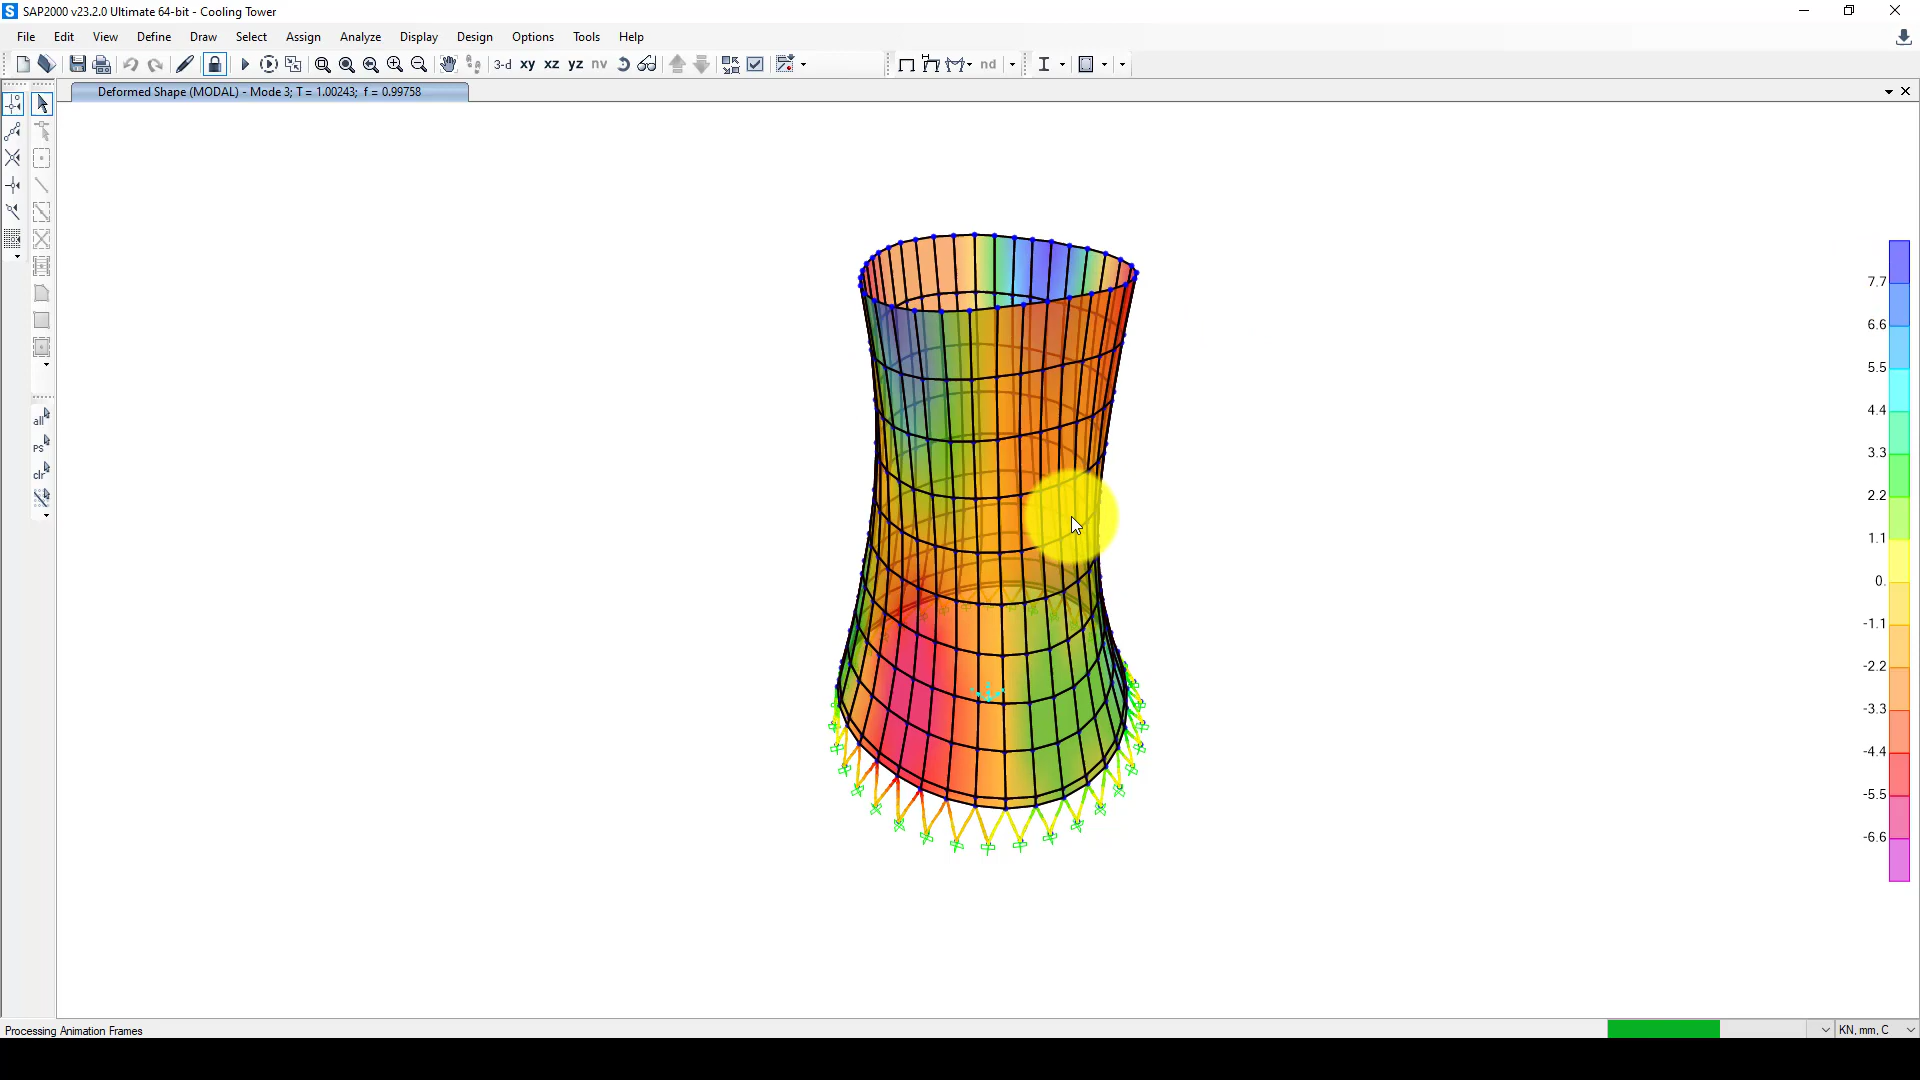 SAP2000 v23.2.0 Ultimate 64-bit - Cooling Tower
File Edit View Define Draw Select Assign Analyze Display Design Options Tools Help
3-d xy xz yz nv nd
Deformed Shape (MODAL) - Mode 3; T = 1.00243; f = 0.99758
all
PS
clr
7.7
6.6
5.5
4.4
3.3
2.2
1.1
0.
-1.1
-2.2
-3.3
-4.4
-5.5
-6.6
Processing Animation Frames
KN, mm, C